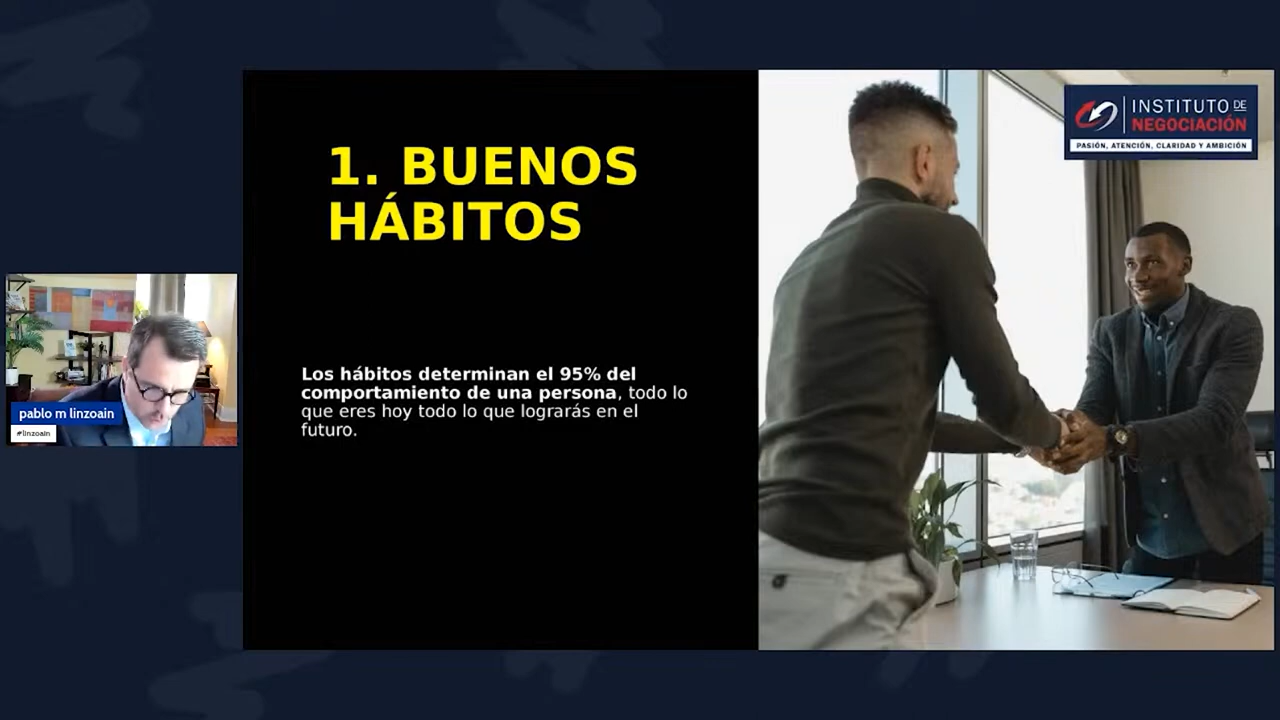 1. BUENOS
HÁBITOS
Los hábitos determinan el 95% del
comportamiento de una persona, todo lo
que eres hoy todo lo que lograrás en el
futuro.
INSTITUTO DE
NEGOCIACIÓN
PASIÓN, ATENCIÓN, CLARIDAD Y AMBICIÓN
pablo m linzoain
#linzoain